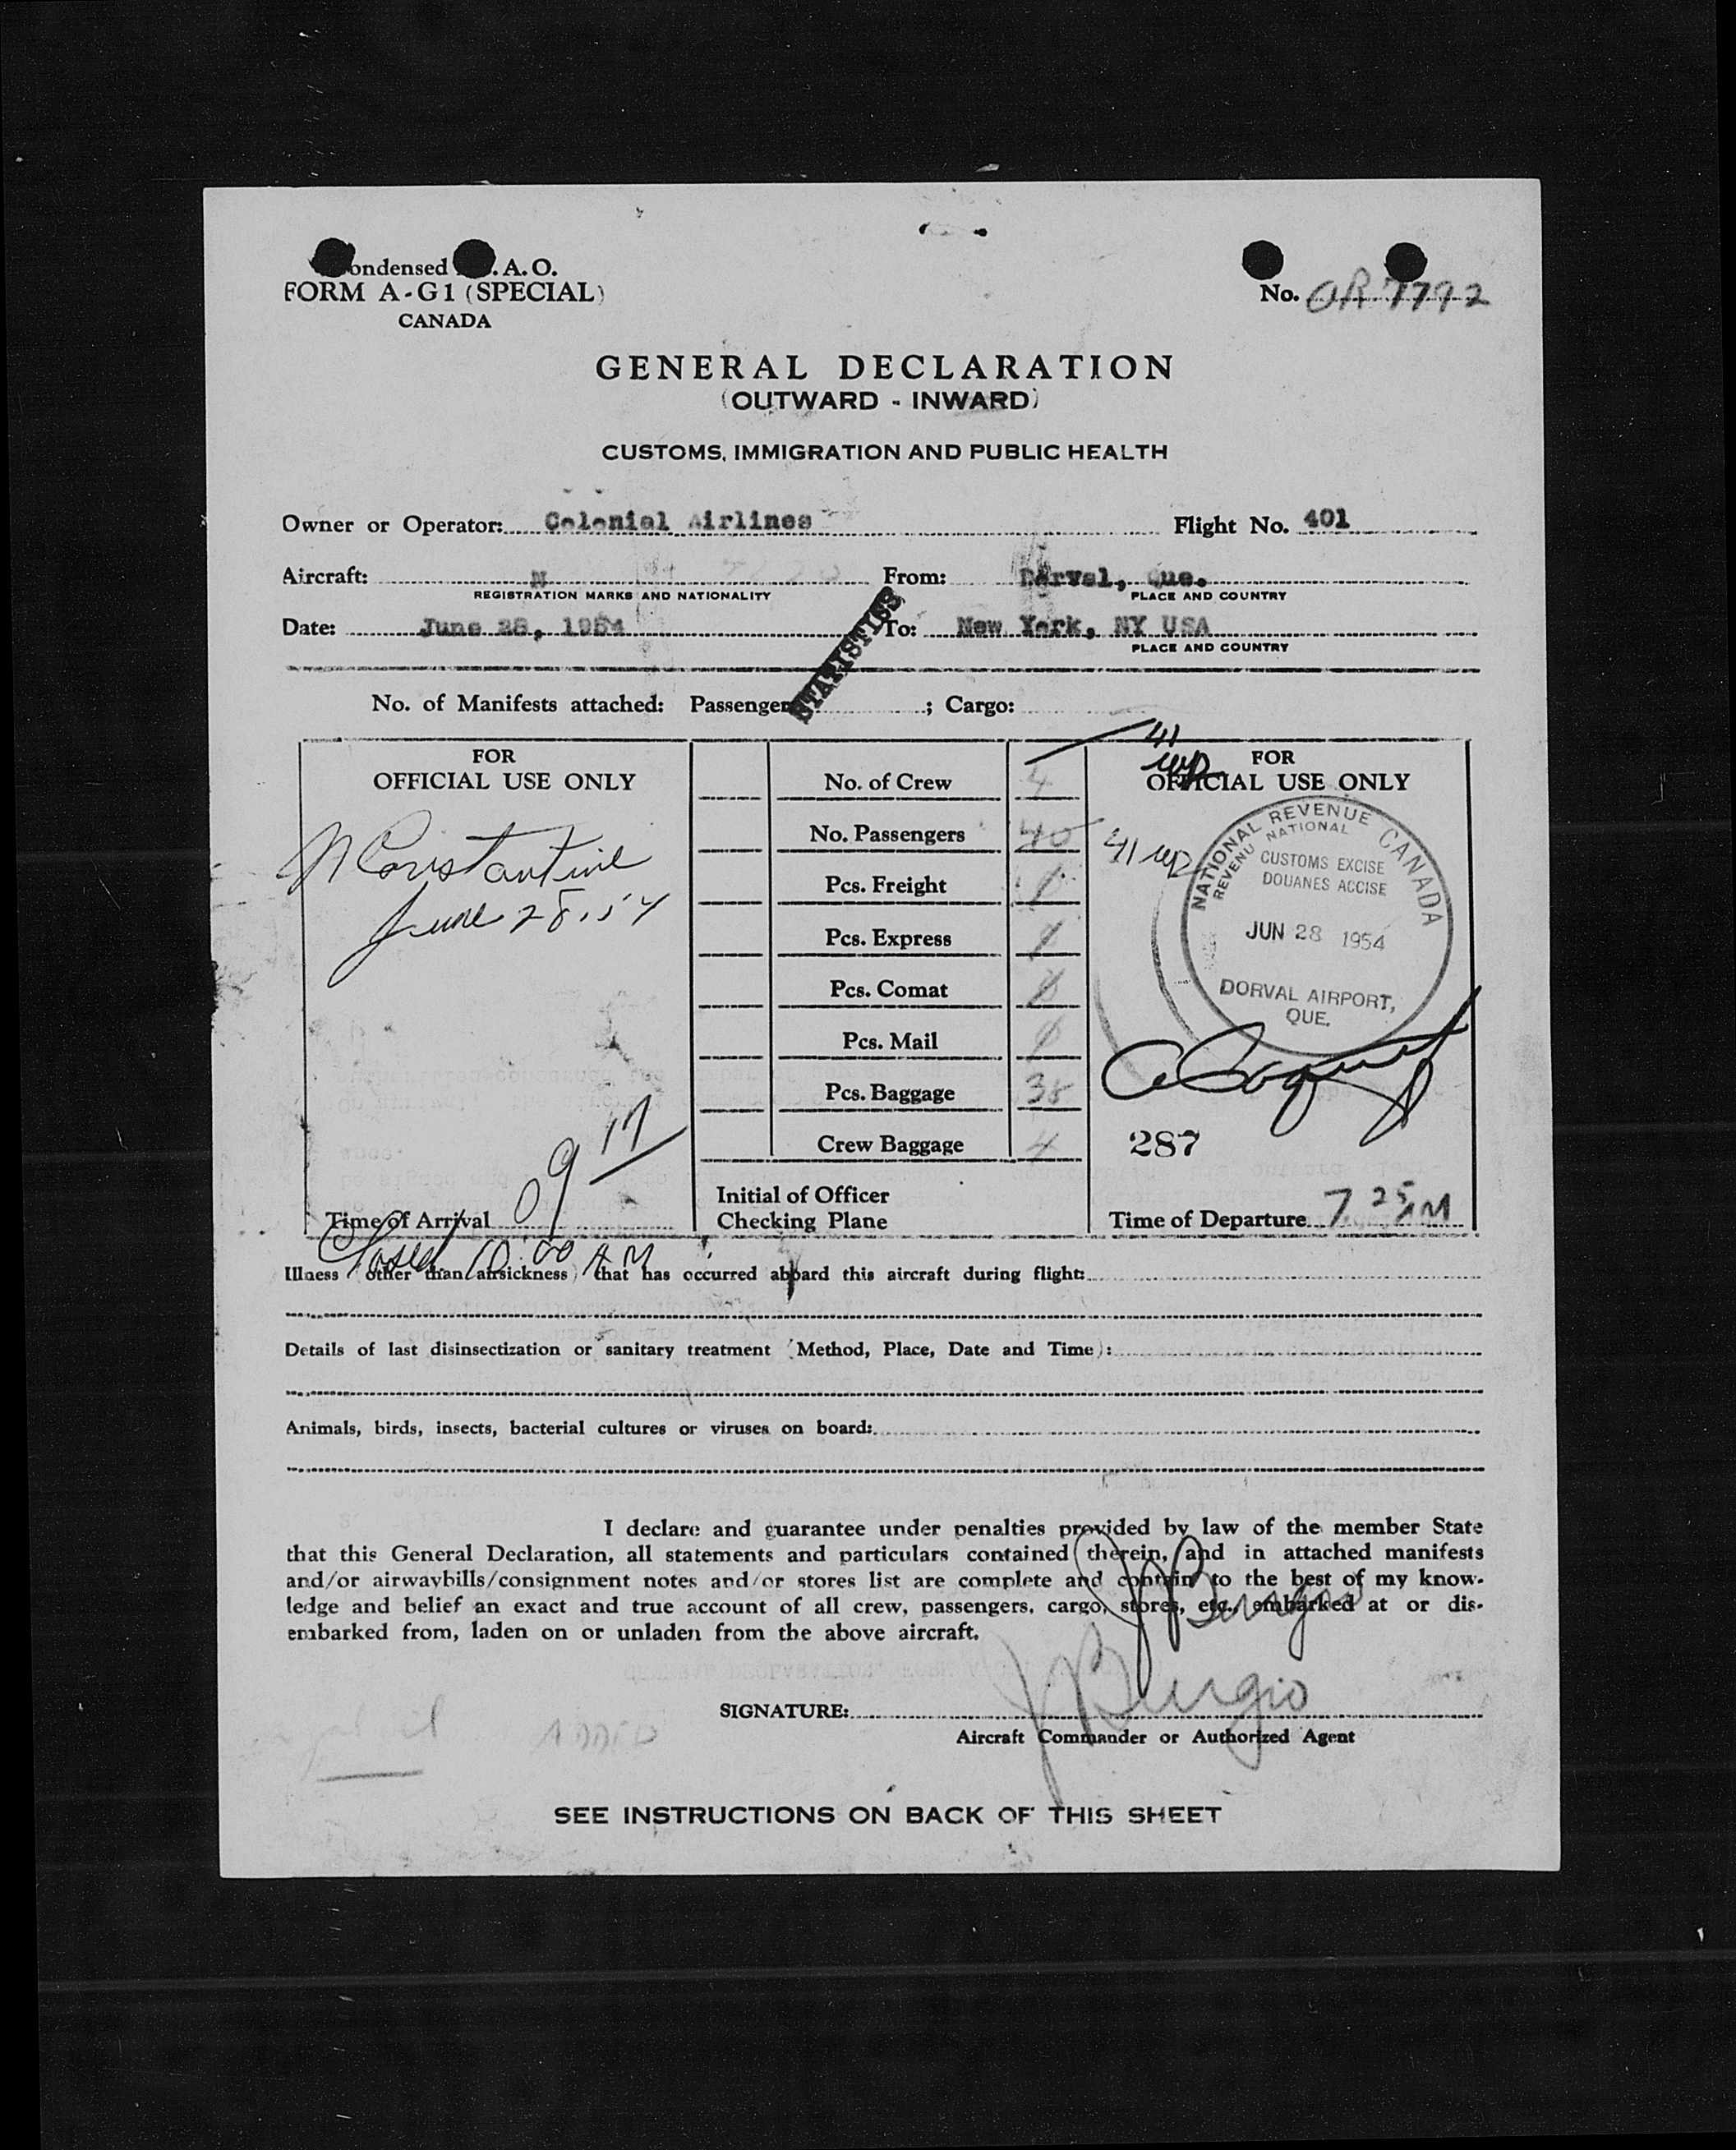 ondensed .A.O.
FORM A-G1 (SPECIAL)
CANADA
No. OR 7792
GENERAL DECLARATION
(OUTWARD - INWARD)
CUSTOMS, IMMIGRATION AND PUBLIC HEALTH
Owner or Operator: Colonial Airlines Flight No. 401
Aircraft: N From: Dorval, Que.
REGISTRATION MARKS AND NATIONALITY PLACE AND COUNTRY
Date: June 28, 1954 To: New York, NY USA
PLACE AND COUNTRY
STATISTICS
No. of Manifests attached: Passenger ; Cargo:
FOR
OFFICIAL USE ONLY
N Constantine
June 28.54
09 17
Time of Arrival
Closed 10:00 AM
No. of Crew 4
No. Passengers 40
Pcs. Freight
Pcs. Express
Pcs. Comat
Pcs. Mail
Pcs. Baggage 38
Crew Baggage 4
Initial of Officer
Checking Plane
41
FOR
OFFICIAL USE ONLY
41
NATIONAL REVENUE CANADA
REVENU NATIONAL
CUSTOMS EXCISE
DOUANES ACCISE
JUN 28 1954
DORVAL AIRPORT,
QUE.
287
Time of Departure 7 25 AM
Illness (other than airsickness) that has occurred aboard this aircraft during flight:
Details of last disinsectization or sanitary treatment (Method, Place, Date and Time):
Animals, birds, insects, bacterial cultures or viruses on board:
I declare and guarantee under penalties provided by law of the member State
that this General Declaration, all statements and particulars contained therein, and in attached manifests
and/or airwaybills/consignment notes and/or stores list are complete and contain to the best of my know-
ledge and belief an exact and true account of all crew, passengers, cargo, stores, etc., embarked at or dis-
embarked from, laden on or unladen from the above aircraft.
J Burgio
SIGNATURE: J Burgio
Aircraft Commander or Authorized Agent
SEE INSTRUCTIONS ON BACK OF THIS SHEET